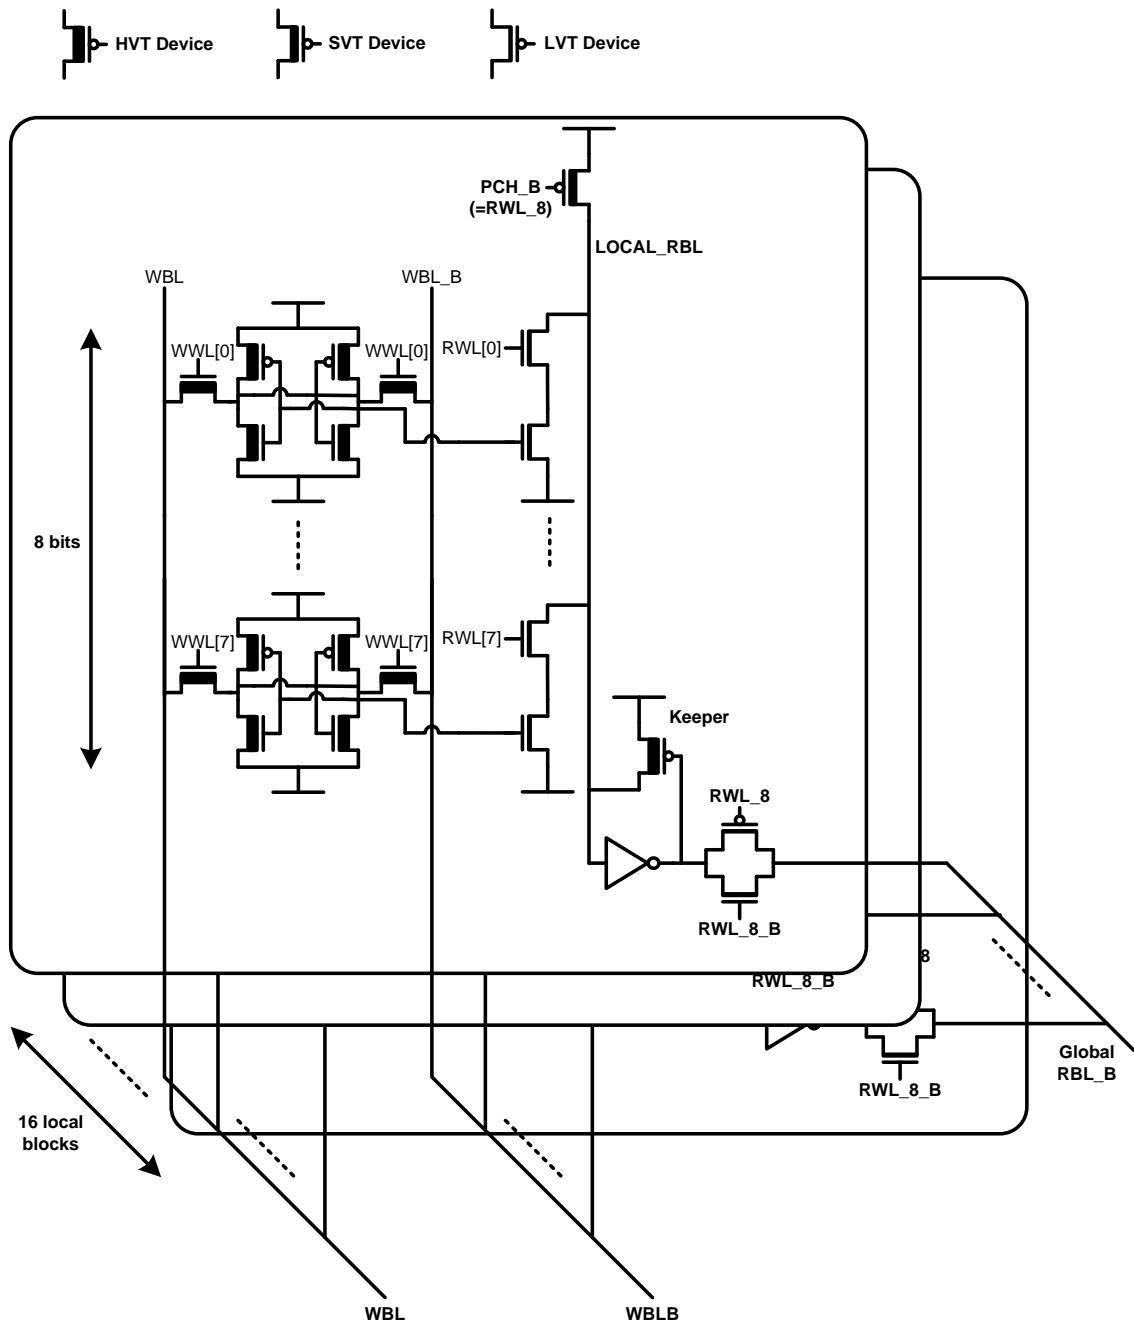 HVT Device
SVT Device
LVT Device
PCH_B
(=RWL_8)
LOCAL_RBL
WBL
WBL_B
WWL[0]
WWL[0]
RWL[0]
8 bits
WWL[7]
WWL[7]
RWL[7]
Keeper
RWL_8
RWL_8_B
8
RWL_8_B
Global
RBL_B
RWL_8_B
16 local
blocks
WBL
WBLB